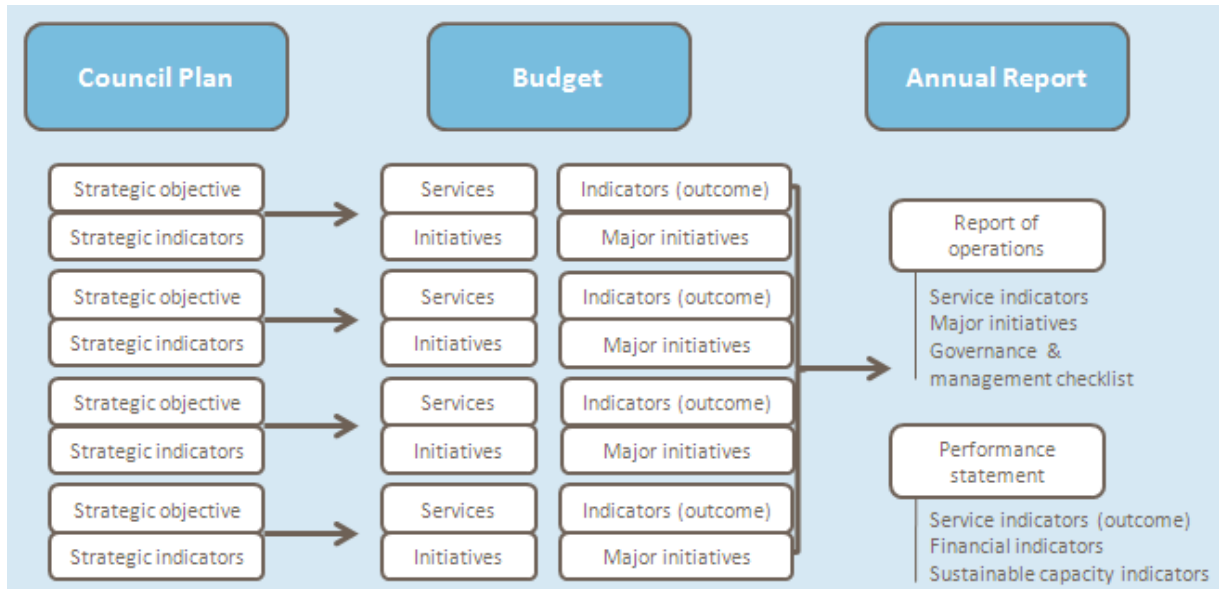 Council Plan
Budget
Annual Report
Strategic objective
Strategic indicators
Services
Initiatives
Indicators (outcome)
Major initiatives
Strategic objective
Strategic indicators
Services
Initiatives
Indicators (outcome)
Major initiatives
Strategic objective
Strategic indicators
Services
Initiatives
Indicators (outcome)
Major initiatives
Strategic objective
Strategic indicators
Services
Initiatives
Indicators (outcome)
Major initiatives
Report of
operations
Service indicators
Major initiatives
Governance &
management checklist
Performance
statement
Service indicators (outcome)
Financial indicators
Sustainable capacity indicators